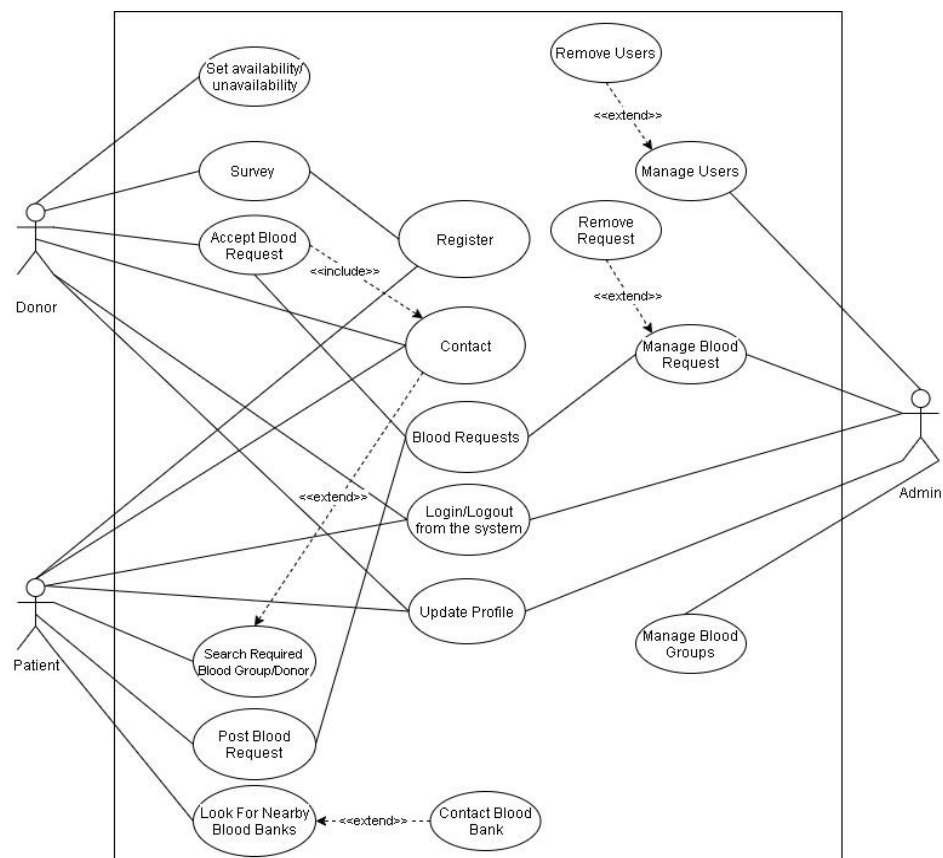 Set availability/
unavailability
Remove Users
<<extend>>
Survey
Manage Users
Accept Blood
Request
Register
Remove
Request
<<include>>
<<extend>>
Donor
Contact
Manage Blood
Request
Blood Requests
<<extend>>
Login/Logout
from the system
Admin
Update Profile
Patient
Search Required
Blood Group/Donor
Manage Blood
Groups
Post Blood
Request
Look For Nearby
Blood Banks
<<extend>>
Contact Blood
Bank